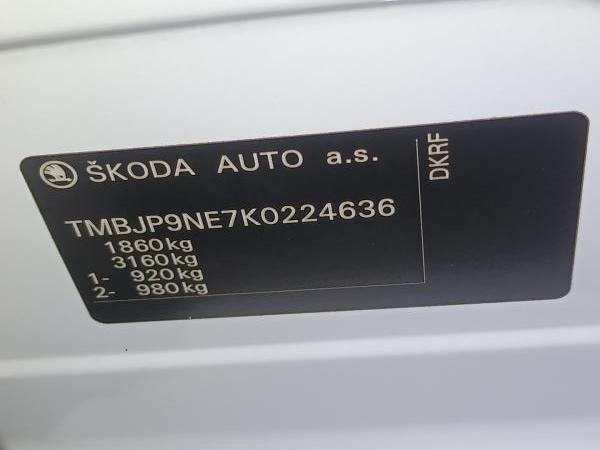 ŠKODA AUTO a.s.
TMBJP9NE7K0224636
1860kg
3160kg
1- 920kg
2- 980kg
DKRF